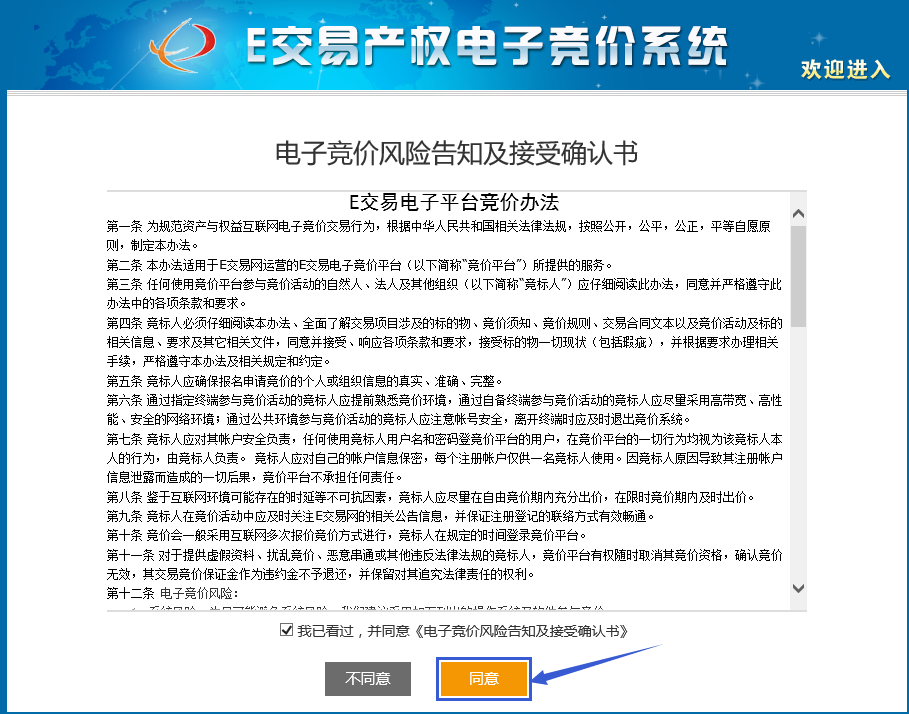 E交易产权电子竞价系统
欢迎进入
电子竞价风险告知及接受确认书
E交易电子平台竞价办法
第一条 为规范资产与权益互联网电子竞价交易行为，根据中华人民共和国相关法律法规，按照公开，公平，公正，平等自愿原
则，制定本办法。
第二条 本办法适用于E交易网运营的E交易电子竞价平台（以下简称“竞价平台”）所提供的服务。
第三条 任何使用竞价平台参与竞价活动的自然人、法人及其他组织（以下简称“竞标人”）应仔细阅读此办法，同意并严格遵守此
办法中的各项条款和要求。
第四条 竞标人必须仔细阅读本办法、全面了解交易项目涉及的标的物、竞价须知、竞价规则、交易合同文本以及竞价活动及标的
相关信息、要求及其它相关文件，同意并接受、响应各项条款和要求，接受标的物一切现状（包括瑕疵），并根据要求办理相关
手续，严格遵守本办法及相关规定和约定。
第五条 竞标人应确保报名申请竞价的个人或组织信息的真实、准确、完整。
第六条 通过指定终端参与竞价活动的竞标人应提前熟悉竞价环境，通过自备终端参与竞价活动的竞标人应尽量采用高带宽、高性
能、安全的网络环境；通过公共环境参与竞价活动的竞标人应注意帐号安全，离开终端时应及时退出竞价系统。
第七条 竞标人应对其帐户安全负责，任何使用竞标人用户名和密码登竞价平台的用户，在竞价平台的一切行为均视为该竞标人本
人的行为，由竞标人负责。 竞标人应对自己的帐户信息保密，每个注册帐户仅供一名竞标人使用。因竞标人原因导致其注册帐户
信息泄露而造成的一切后果，竞价平台不承担任何责任。
第八条 鉴于互联网环境可能存在的时延等不可抗因素，竞标人应尽量在自由竞价期内充分出价，在限时竞价期内及时出价。
第九条 竞标人在竞价活动中应及时关注E交易网的相关公告信息，并保证注册登记的联络方式有效畅通。
第十条 竞价会一般采用互联网多次报价竞价方式进行，竞标人在规定的时间登录竞价平台。
第十一条 对于提供虚假资料、扰乱竞价、恶意串通或其他违反法律法规的竞标人，竞价平台有权随时取消其竞价资格，确认竞价
无效，其交易竞价保证金作为违约金不予退还，并保留对其追究法律责任的权利。
第十二条 电子竞价风险：
我已看过，并同意《电子竞价风险告知及接受确认书》
不同意
同意